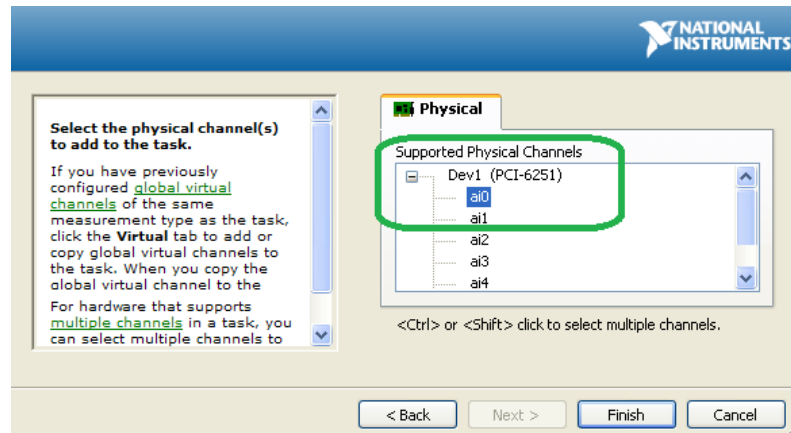 NATIONAL
INSTRUMENTS
Select the physical channel(s)
to add to the task.
If you have previously
configured global virtual
channels of the same
measurement type as the task,
click the Virtual tab to add or
copy global virtual channels to
the task. When you copy the
global virtual channel to the
For hardware that supports
multiple channels in a task, you
can select multiple channels to
Physical
Supported Physical Channels
Dev1 (PCI-6251)
ai0
ai1
ai2
ai3
ai4
<Ctrl> or <Shift> click to select multiple channels.
< Back
Next >
Finish
Cancel